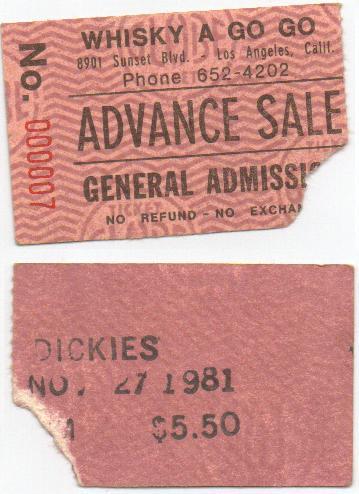 WHISKY A GO GO
8901 Sunset Blvd. - Los Angeles, Calif.
Phone 652-4202
No. 000007
ADVANCE SALE
GENERAL ADMISSI
NO REFUND - NO EXCHAN
DICKIES
NOV 27 1981
$5.50